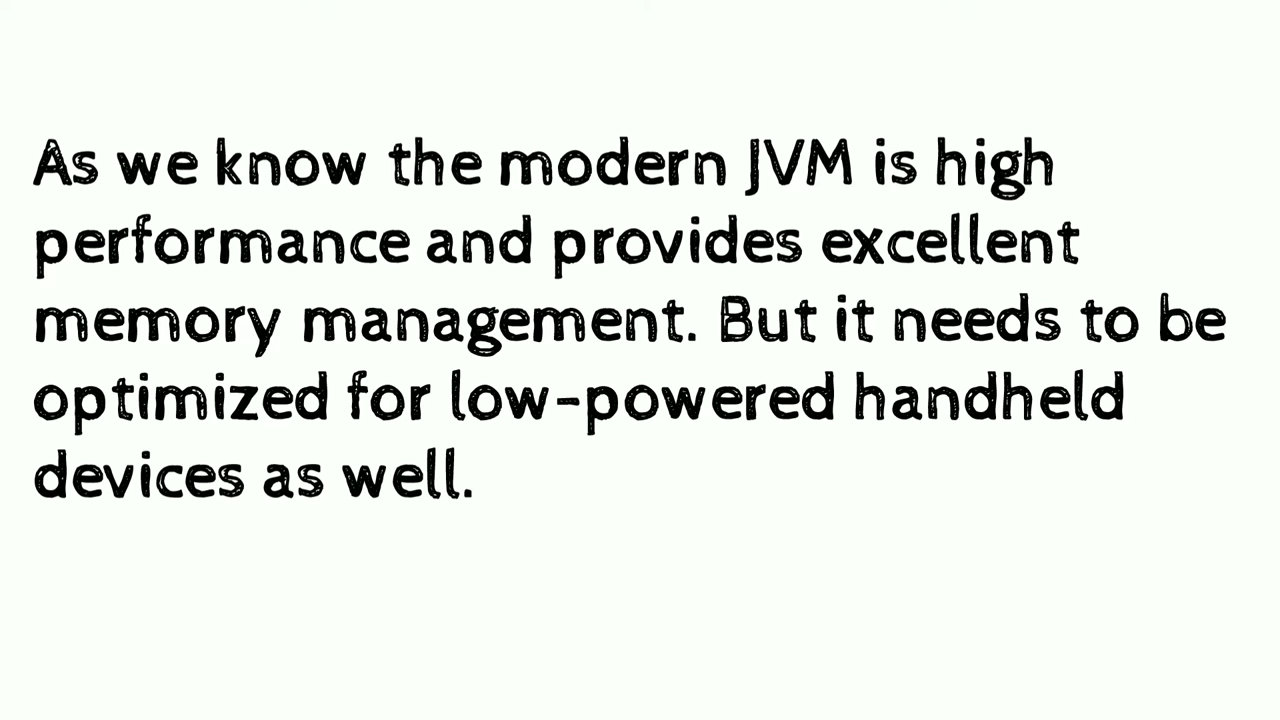 As we know the modern JVM is high
performance and provides excellent
memory management. But it needs to be
optimized for low-powered handheld
devices as well.